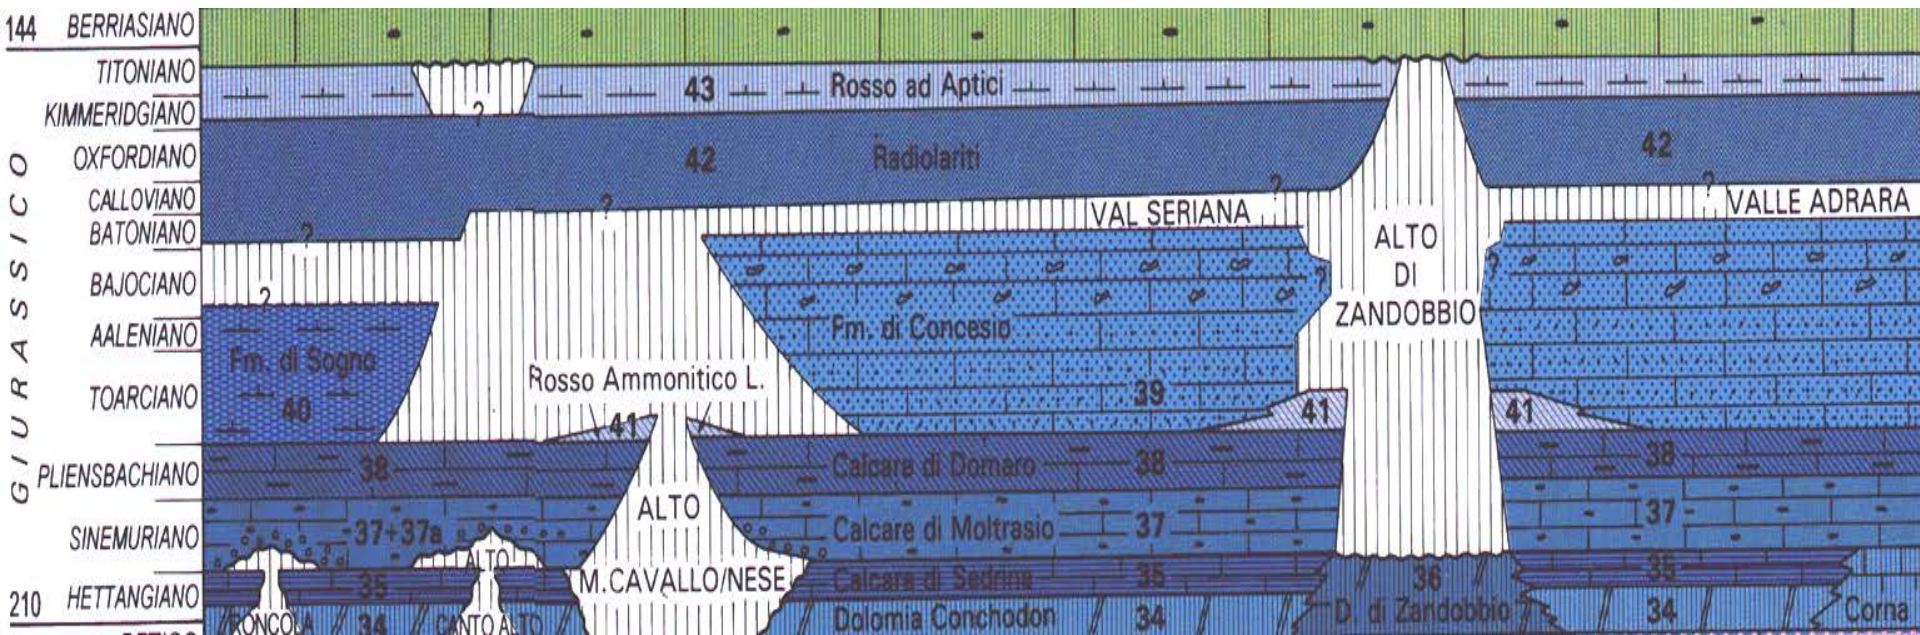 144 BERRIASIANO
TITONIANO
43 Rosso ad Aptici
KIMMERIDGIANO
?
OXFORDIANO
42 Radiolariti 42
CALLOVIANO
? ? ?
VAL SERIANA
VALLE ADRARA
BATONIANO
?
ALTO
DI
ZANDOBBIO
BAJOCIANO
? ? ?
AALENIANO
Fm. di Sogno
40
Fm. di Concesio
39
Rosso Ammonitico L.
TOARCIANO
41 41 41
PLIENSBACHIANO
38 Calcare di Domaro 38 38
SINEMURIANO
37+37a
ALTO
ALTO
M.CAVALLO/NESE
Calcare di Moltrasio 37 37
35 Calcare di Sedrina 35 35
36
D. di Zandobbio
210 HETTANGIANO
RONCOLA 34 CANTO ALTO Dolomia Conchodon 34 34 Corna
GIURASSICO